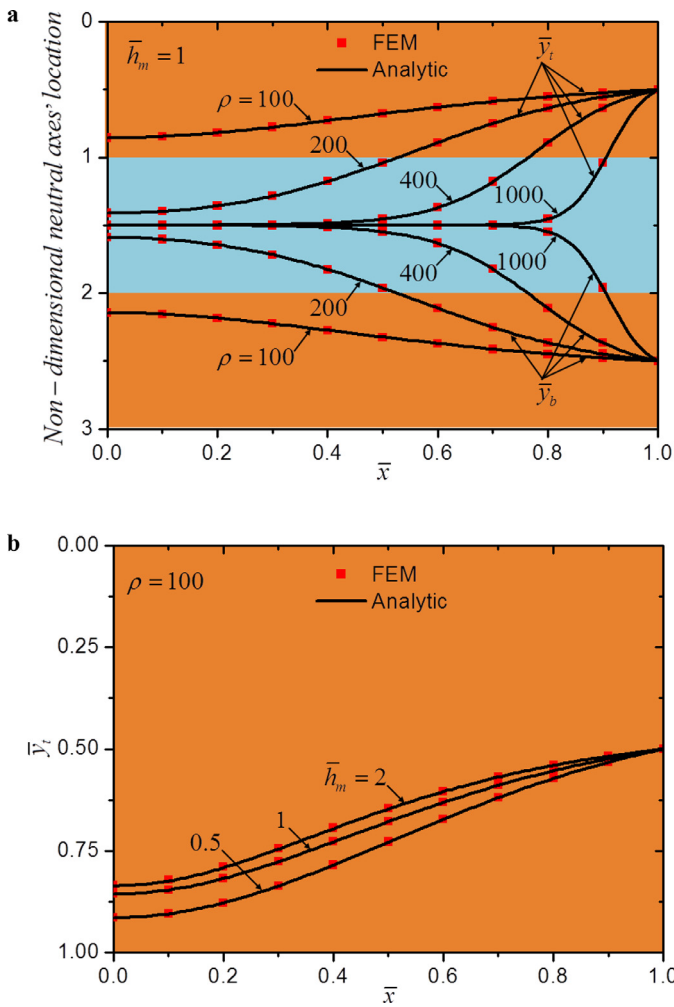 a
0
h̄ₘ = 1
FEM
Analytic
ȳₜ
ρ = 100
200
400
1000
1
2
3
200
400
1000
ρ = 100
ȳ_b
Non-dimensional neutral axes' location
0.0 0.2 0.4 0.6 0.8 1.0
x̄
b
0.00
ρ = 100
FEM
Analytic
0.25
0.50
0.75
1.00
ȳₜ
h̄ₘ = 2
1
0.5
0.0 0.2 0.4 0.6 0.8 1.0
x̄